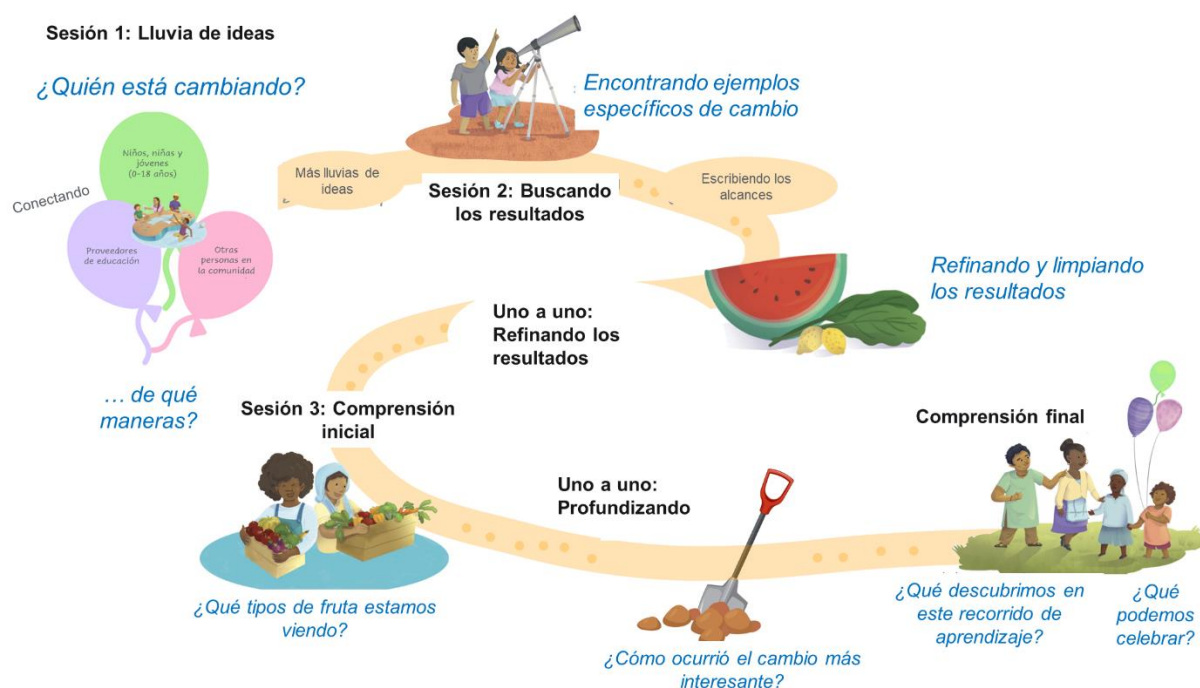 Sesión 1: Lluvia de ideas
¿Quién está cambiando?
Niños, niñas y
jóvenes
(0-18 años)
Conectando
Proveedores
de educación
Otras
personas en
la comunidad
… de qué
maneras?
Encontrando ejemplos
específicos de cambio
Más lluvias de
ideas
Sesión 2: Buscando
los resultados
Escribiendo los
alcances
Refinando y limpiando
los resultados
Uno a uno:
Refinando los
resultados
Sesión 3: Comprensión
inicial
¿Qué tipos de fruta estamos
viendo?
Uno a uno:
Profundizando
¿Cómo ocurrió el cambio más
interesante?
Comprensión final
¿Qué descubrimos en
este recorrido de
aprendizaje?
¿Qué
podemos
celebrar?